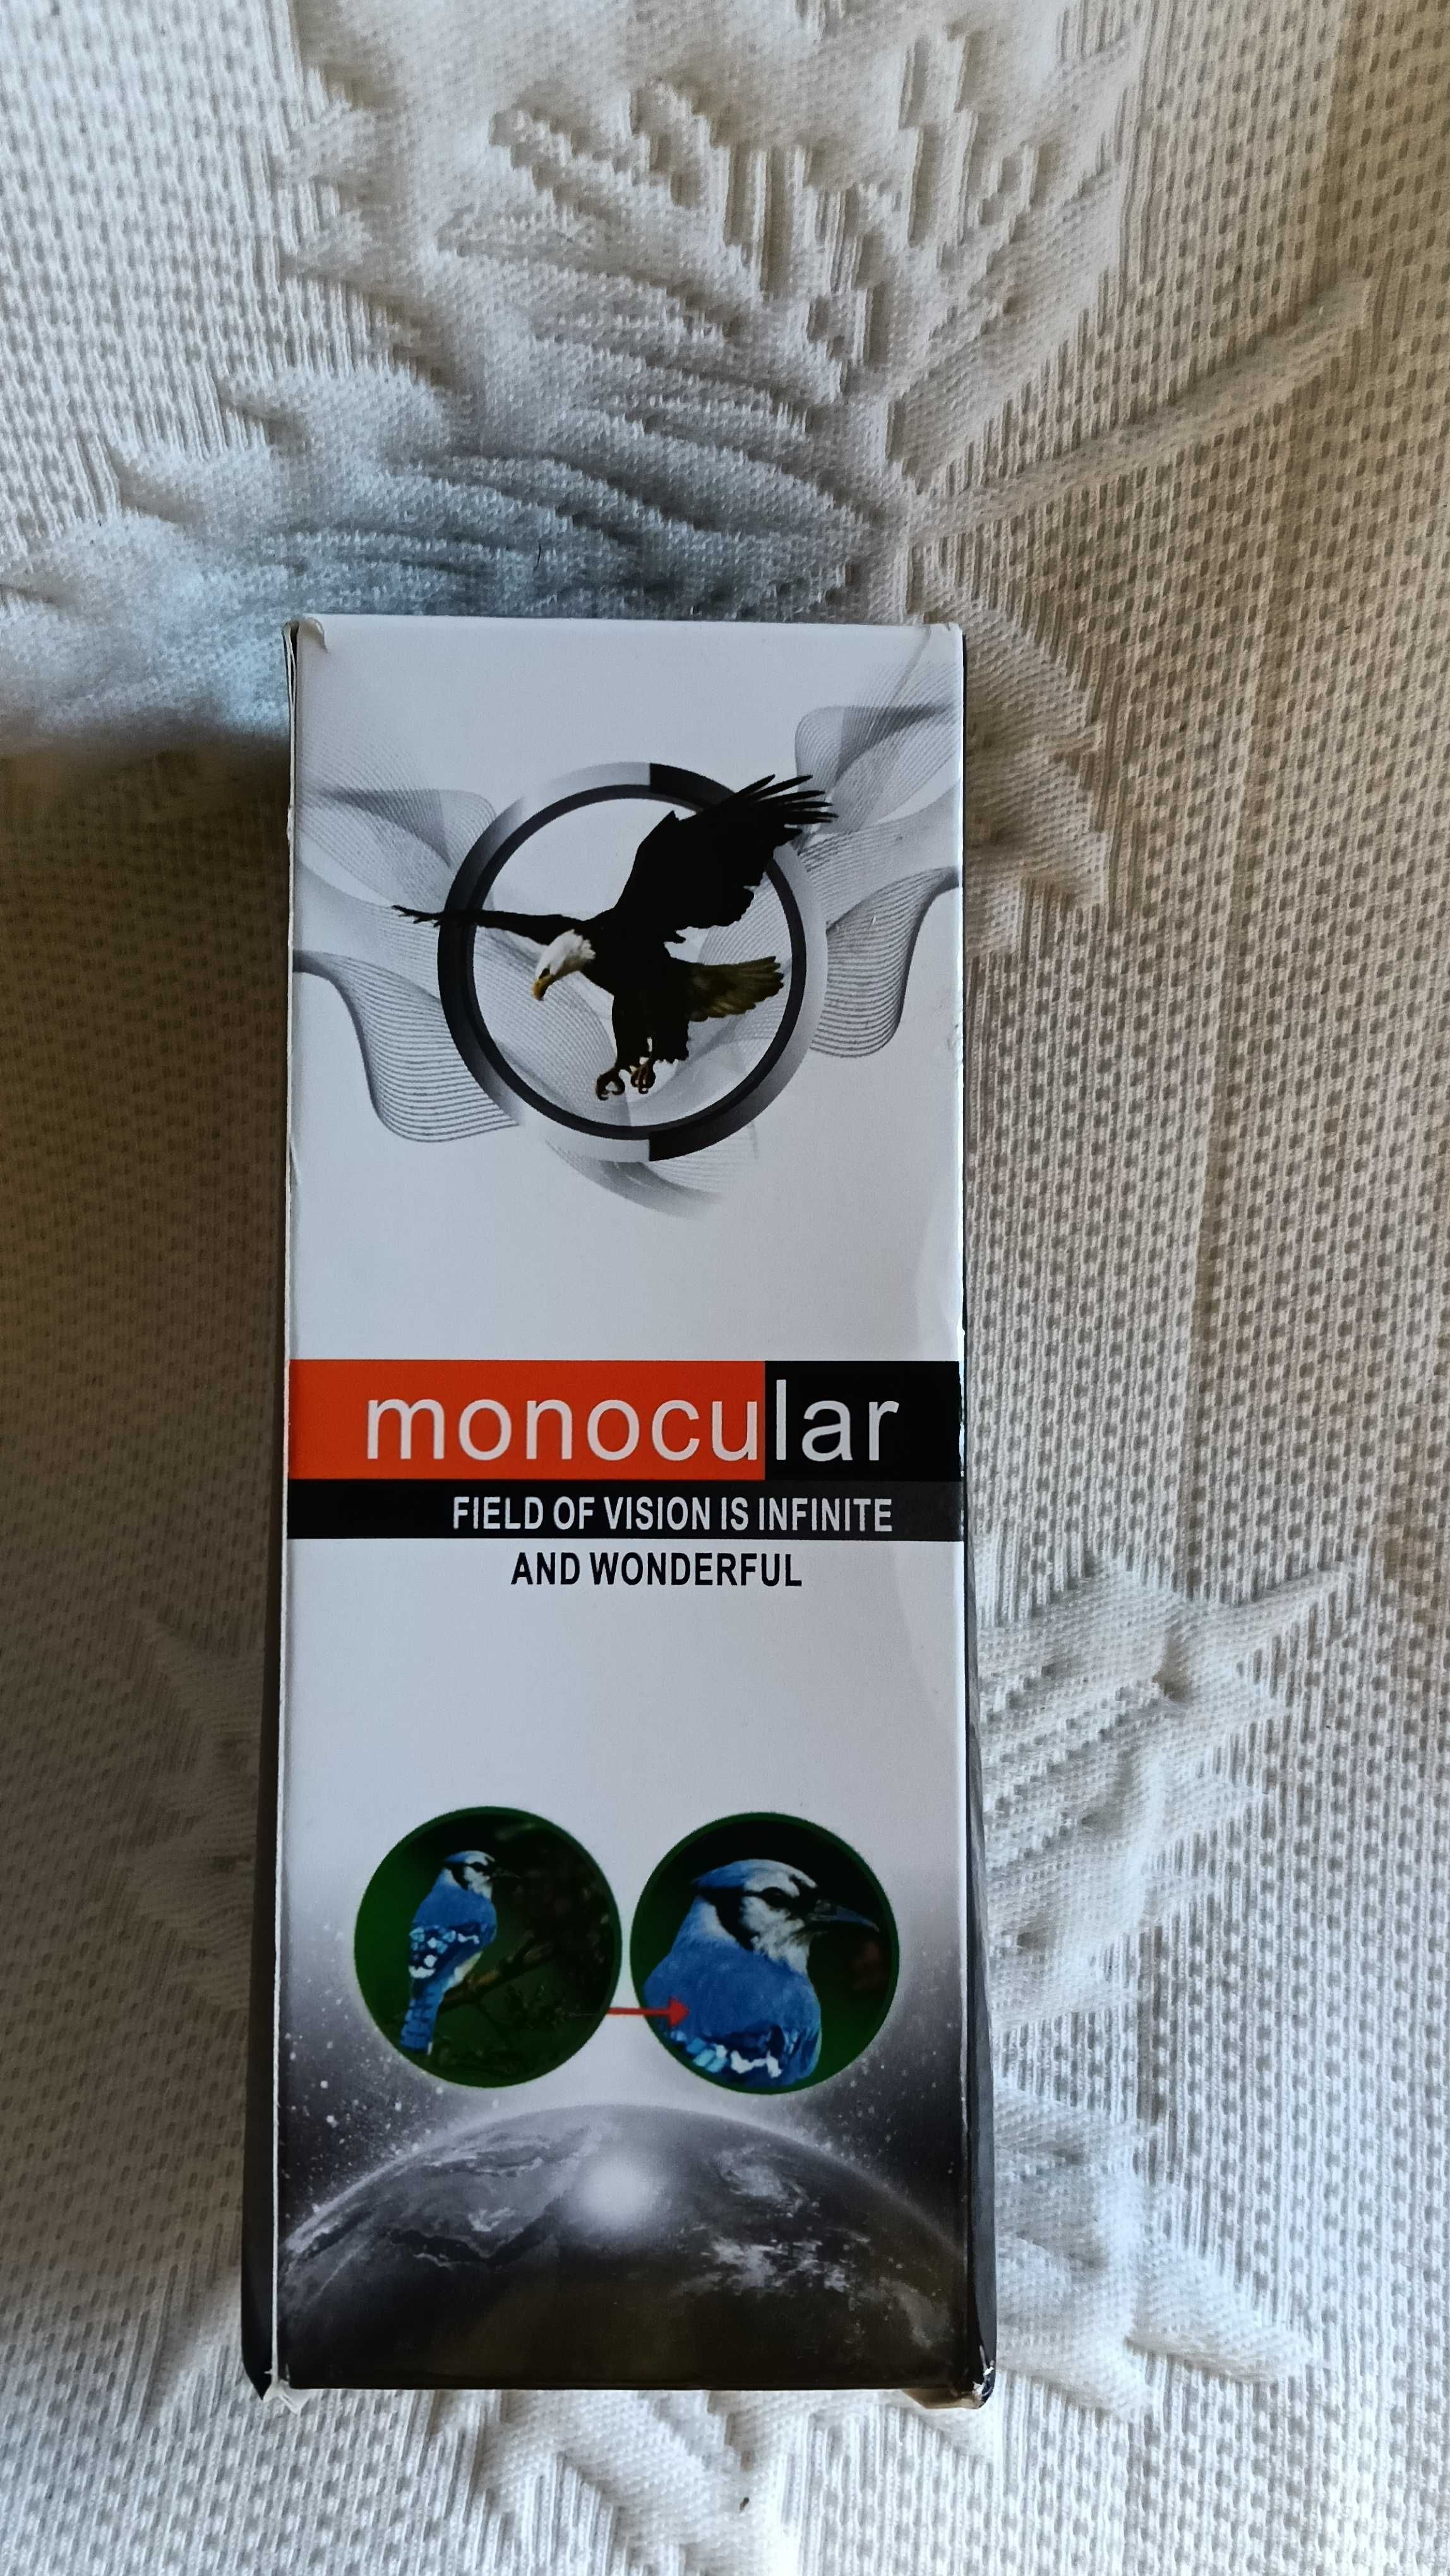 monocular
FIELD OF VISION IS INFINITE
AND WONDERFUL